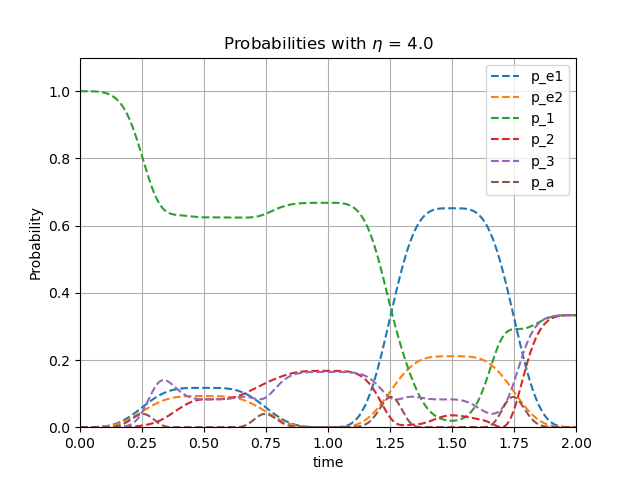 Probabilities with η = 4.0
Probability
1.0
0.8
0.6
0.4
0.2
0.0
p_e1
p_e2
p_1
p_2
p_3
p_a
0.00 0.25 0.50 0.75 1.00 1.25 1.50 1.75 2.00
time